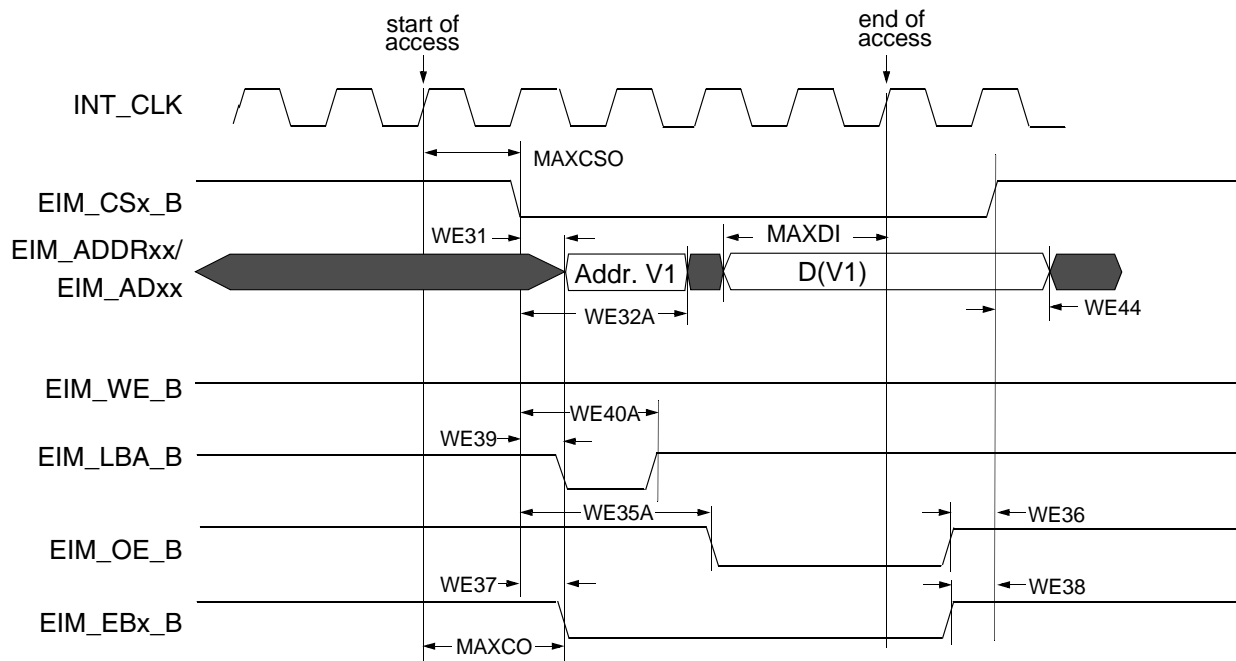 start of
access
end of
access
INT_CLK
MAXCSO
EIM_CSx_B
WE31
MAXDI
EIM_ADDRxx/
EIM_ADxx
Addr. V1
D(V1)
WE32A
WE44
EIM_WE_B
WE40A
WE39
EIM_LBA_B
WE35A
WE36
EIM_OE_B
WE37
WE38
EIM_EBx_B
MAXCO